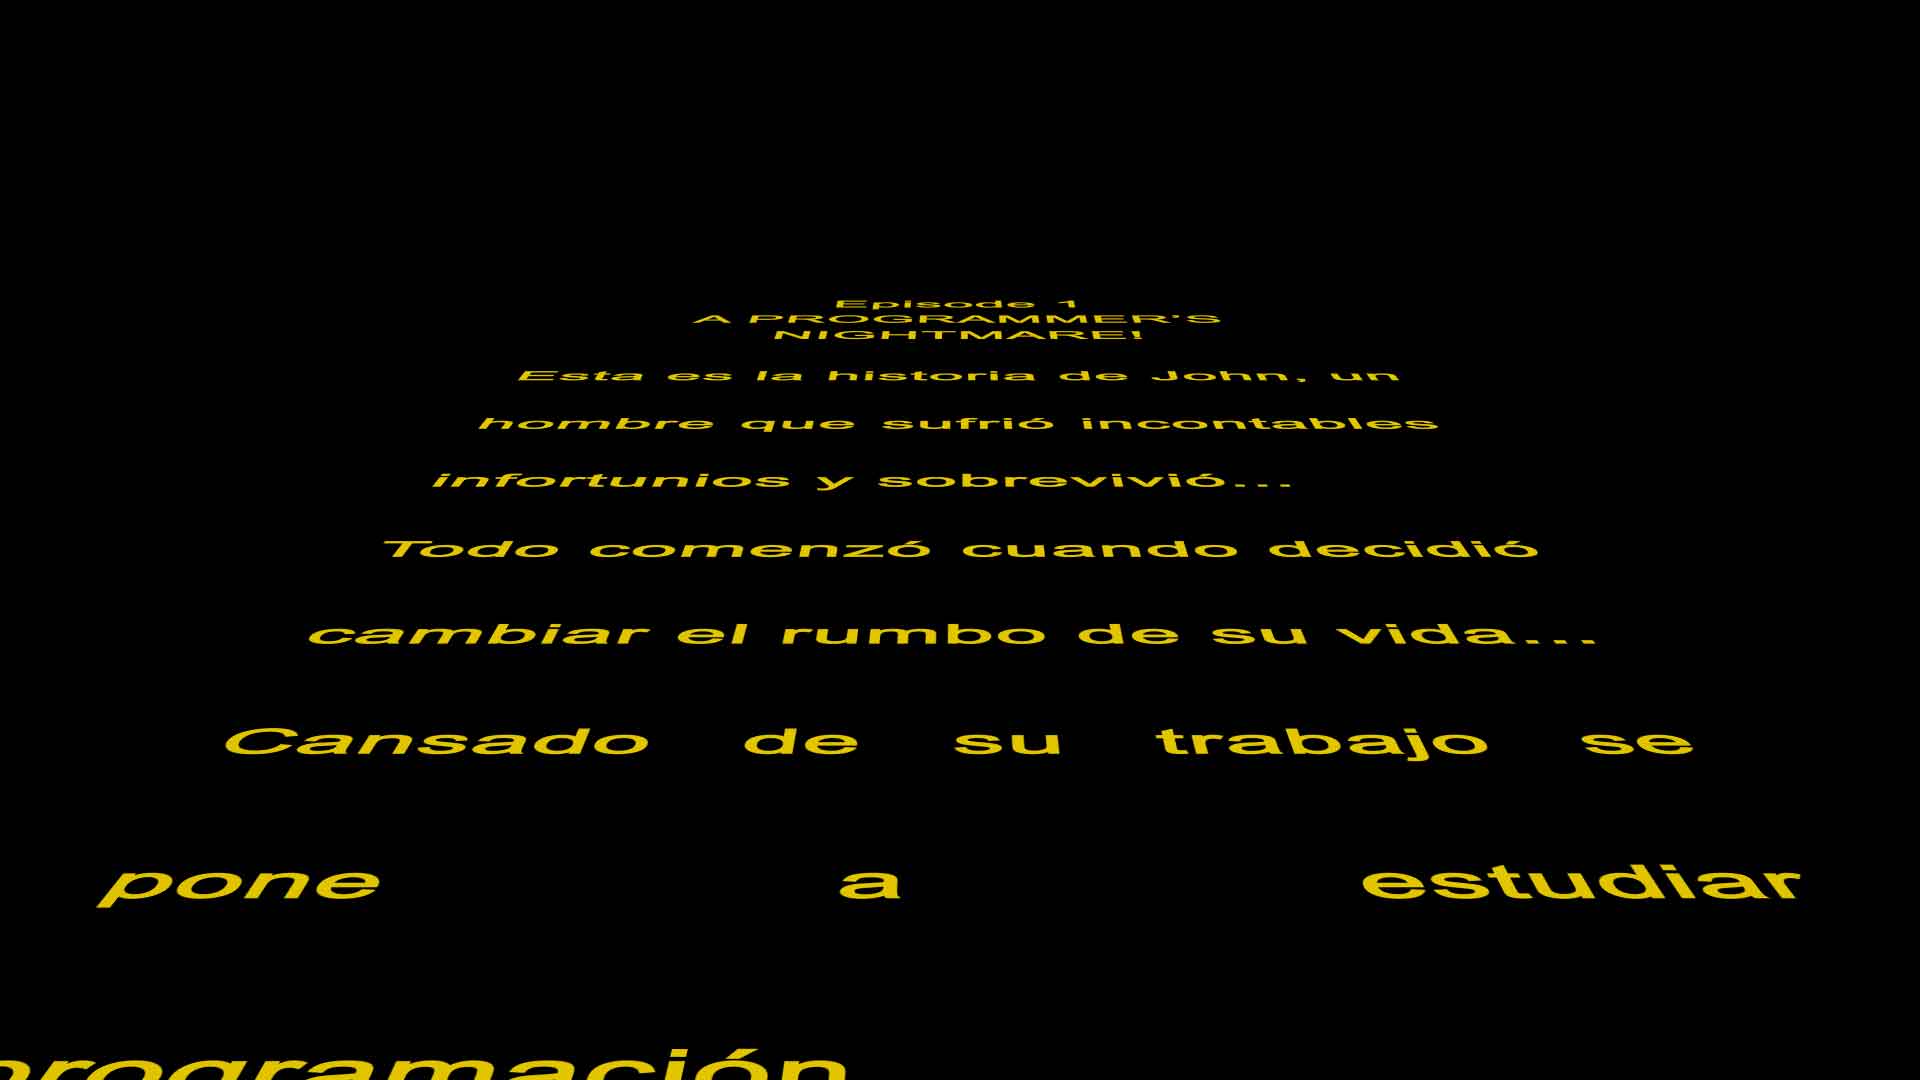 Episode 1
A PROGRAMMER'S
NIGHTMARE!
Esta es la historia de John, un
hombre que sufrió incontables
infortunios y sobrevivió...
Todo comenzó cuando decidió
cambiar el rumbo de su vida...
Cansado de su trabajo se
pone a estudiar
programación